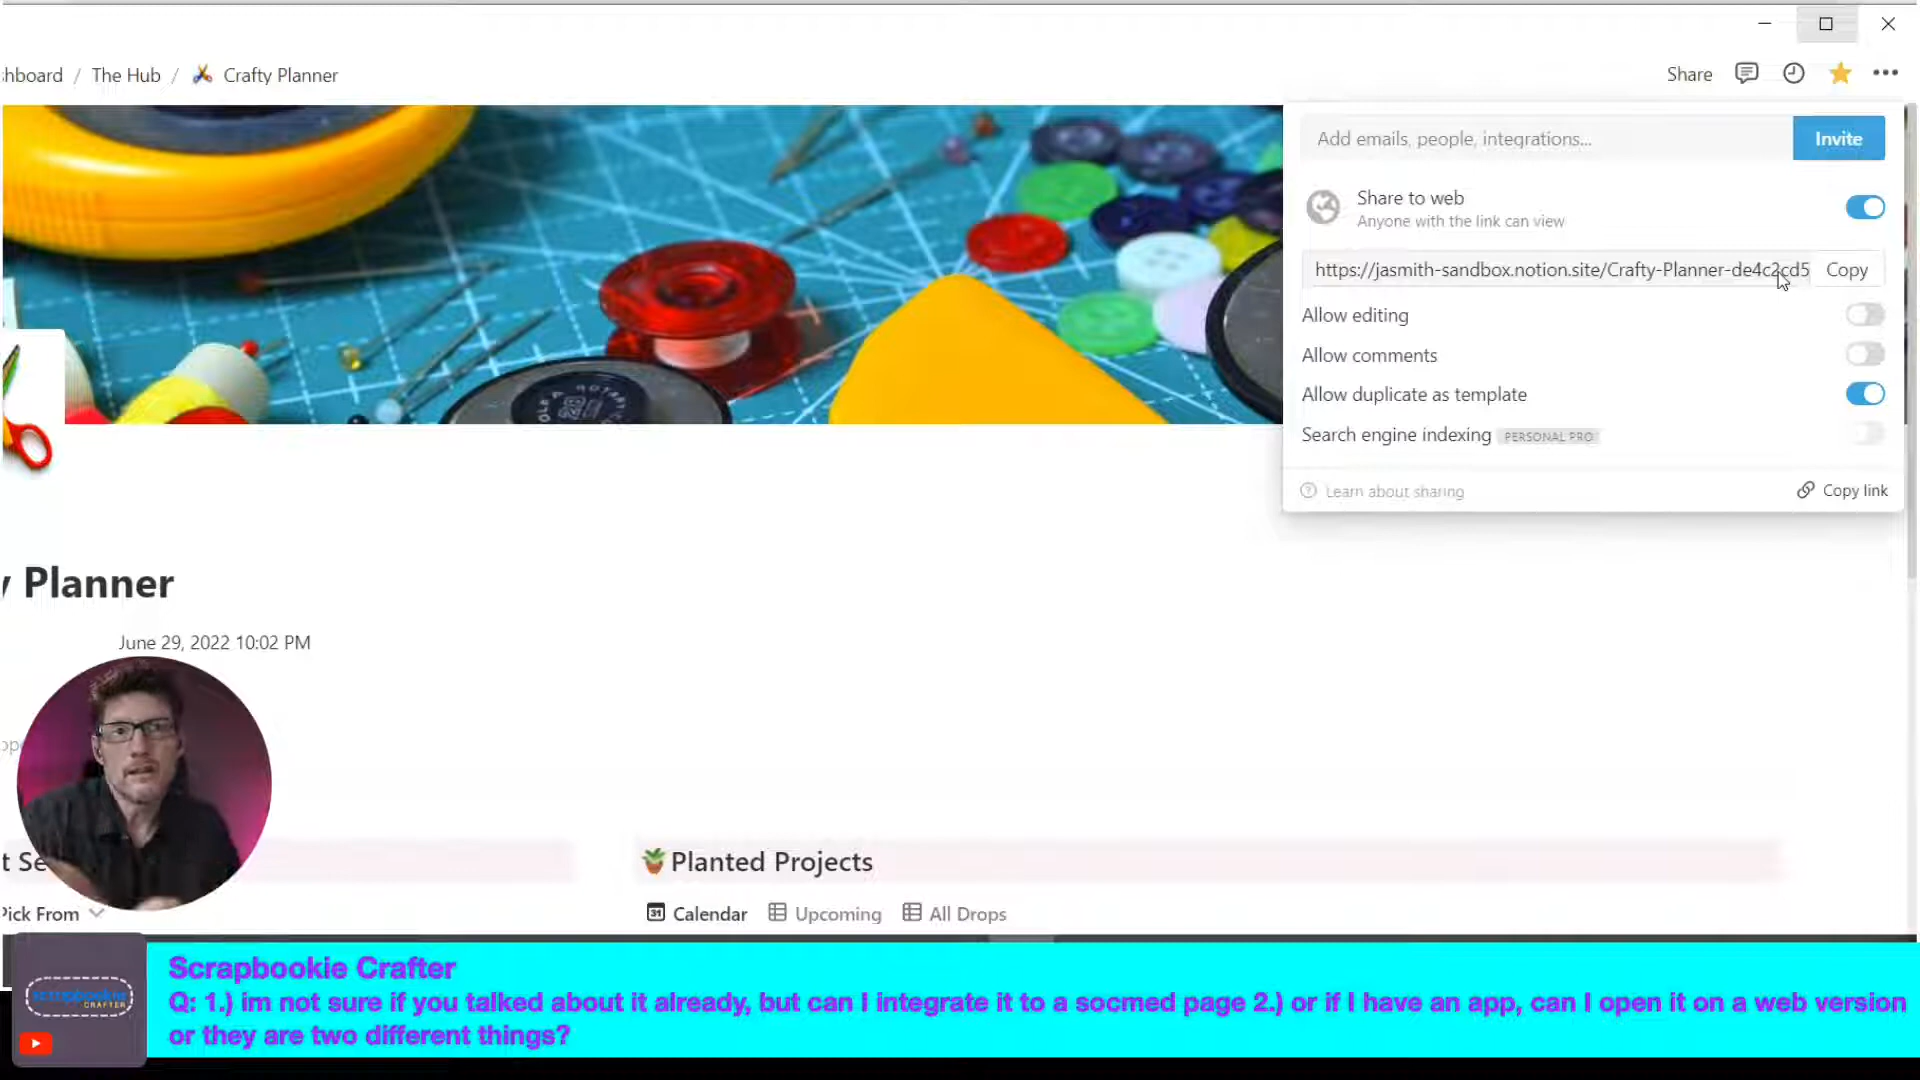 hboard / The Hub / Crafty Planner
Share
Add emails, people, integrations...
Invite
Share to web
Anyone with the link can view
https://jasmith-sandbox.notion.site/Crafty-Planner-de4c2cd5
Copy
Allow editing
Allow comments
Allow duplicate as template
Search engine indexing PERSONAL PRO
Learn about sharing
Copy link
y Planner
June 29, 2022 10:02 PM
t Se
Planted Projects
Pick From
31 Calendar
Upcoming
All Drops
Scrapbookie Crafter
Q: 1.) im not sure if you talked about it already, but can I integrate it to a socmed page 2.) or if I have an app, can I open it on a web version
or they are two different things?
scrapbookie
CRAFTER